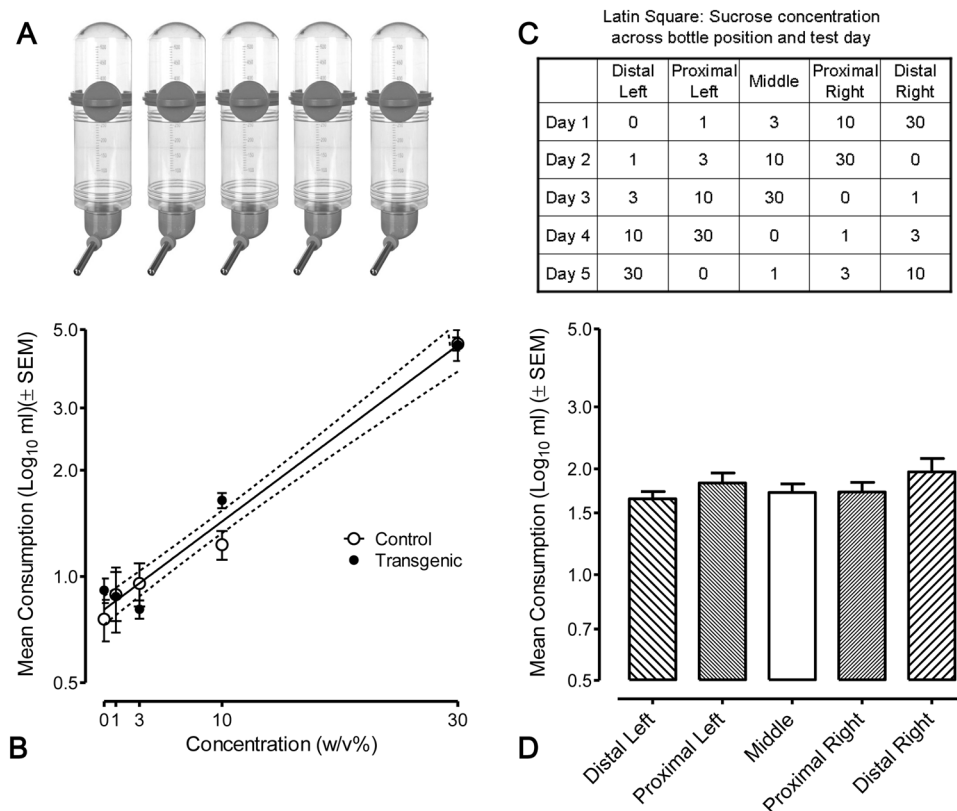 A
C
Latin Square: Sucrose concentration
across bottle position and test day
Distal Left Proximal Left Middle Proximal Right Distal Right
Day 1 0 1 3 10 30
Day 2 1 3 10 30 0
Day 3 3 10 30 0 1
Day 4 10 30 0 1 3
Day 5 30 0 1 3 10
Mean Consumption (Log10 ml)(± SEM)
5.0
3.0
2.0
1.0
0.7
0.5
Control
Transgenic
0 1 3 10 30
Concentration (w/v%)
B
Mean Consumption (Log10 ml) (± SEM)
5.0
3.0
2.0
1.5
1.0
0.7
0.5
Distal Left
Proximal Left
Middle
Proximal Right
Distal Right
D